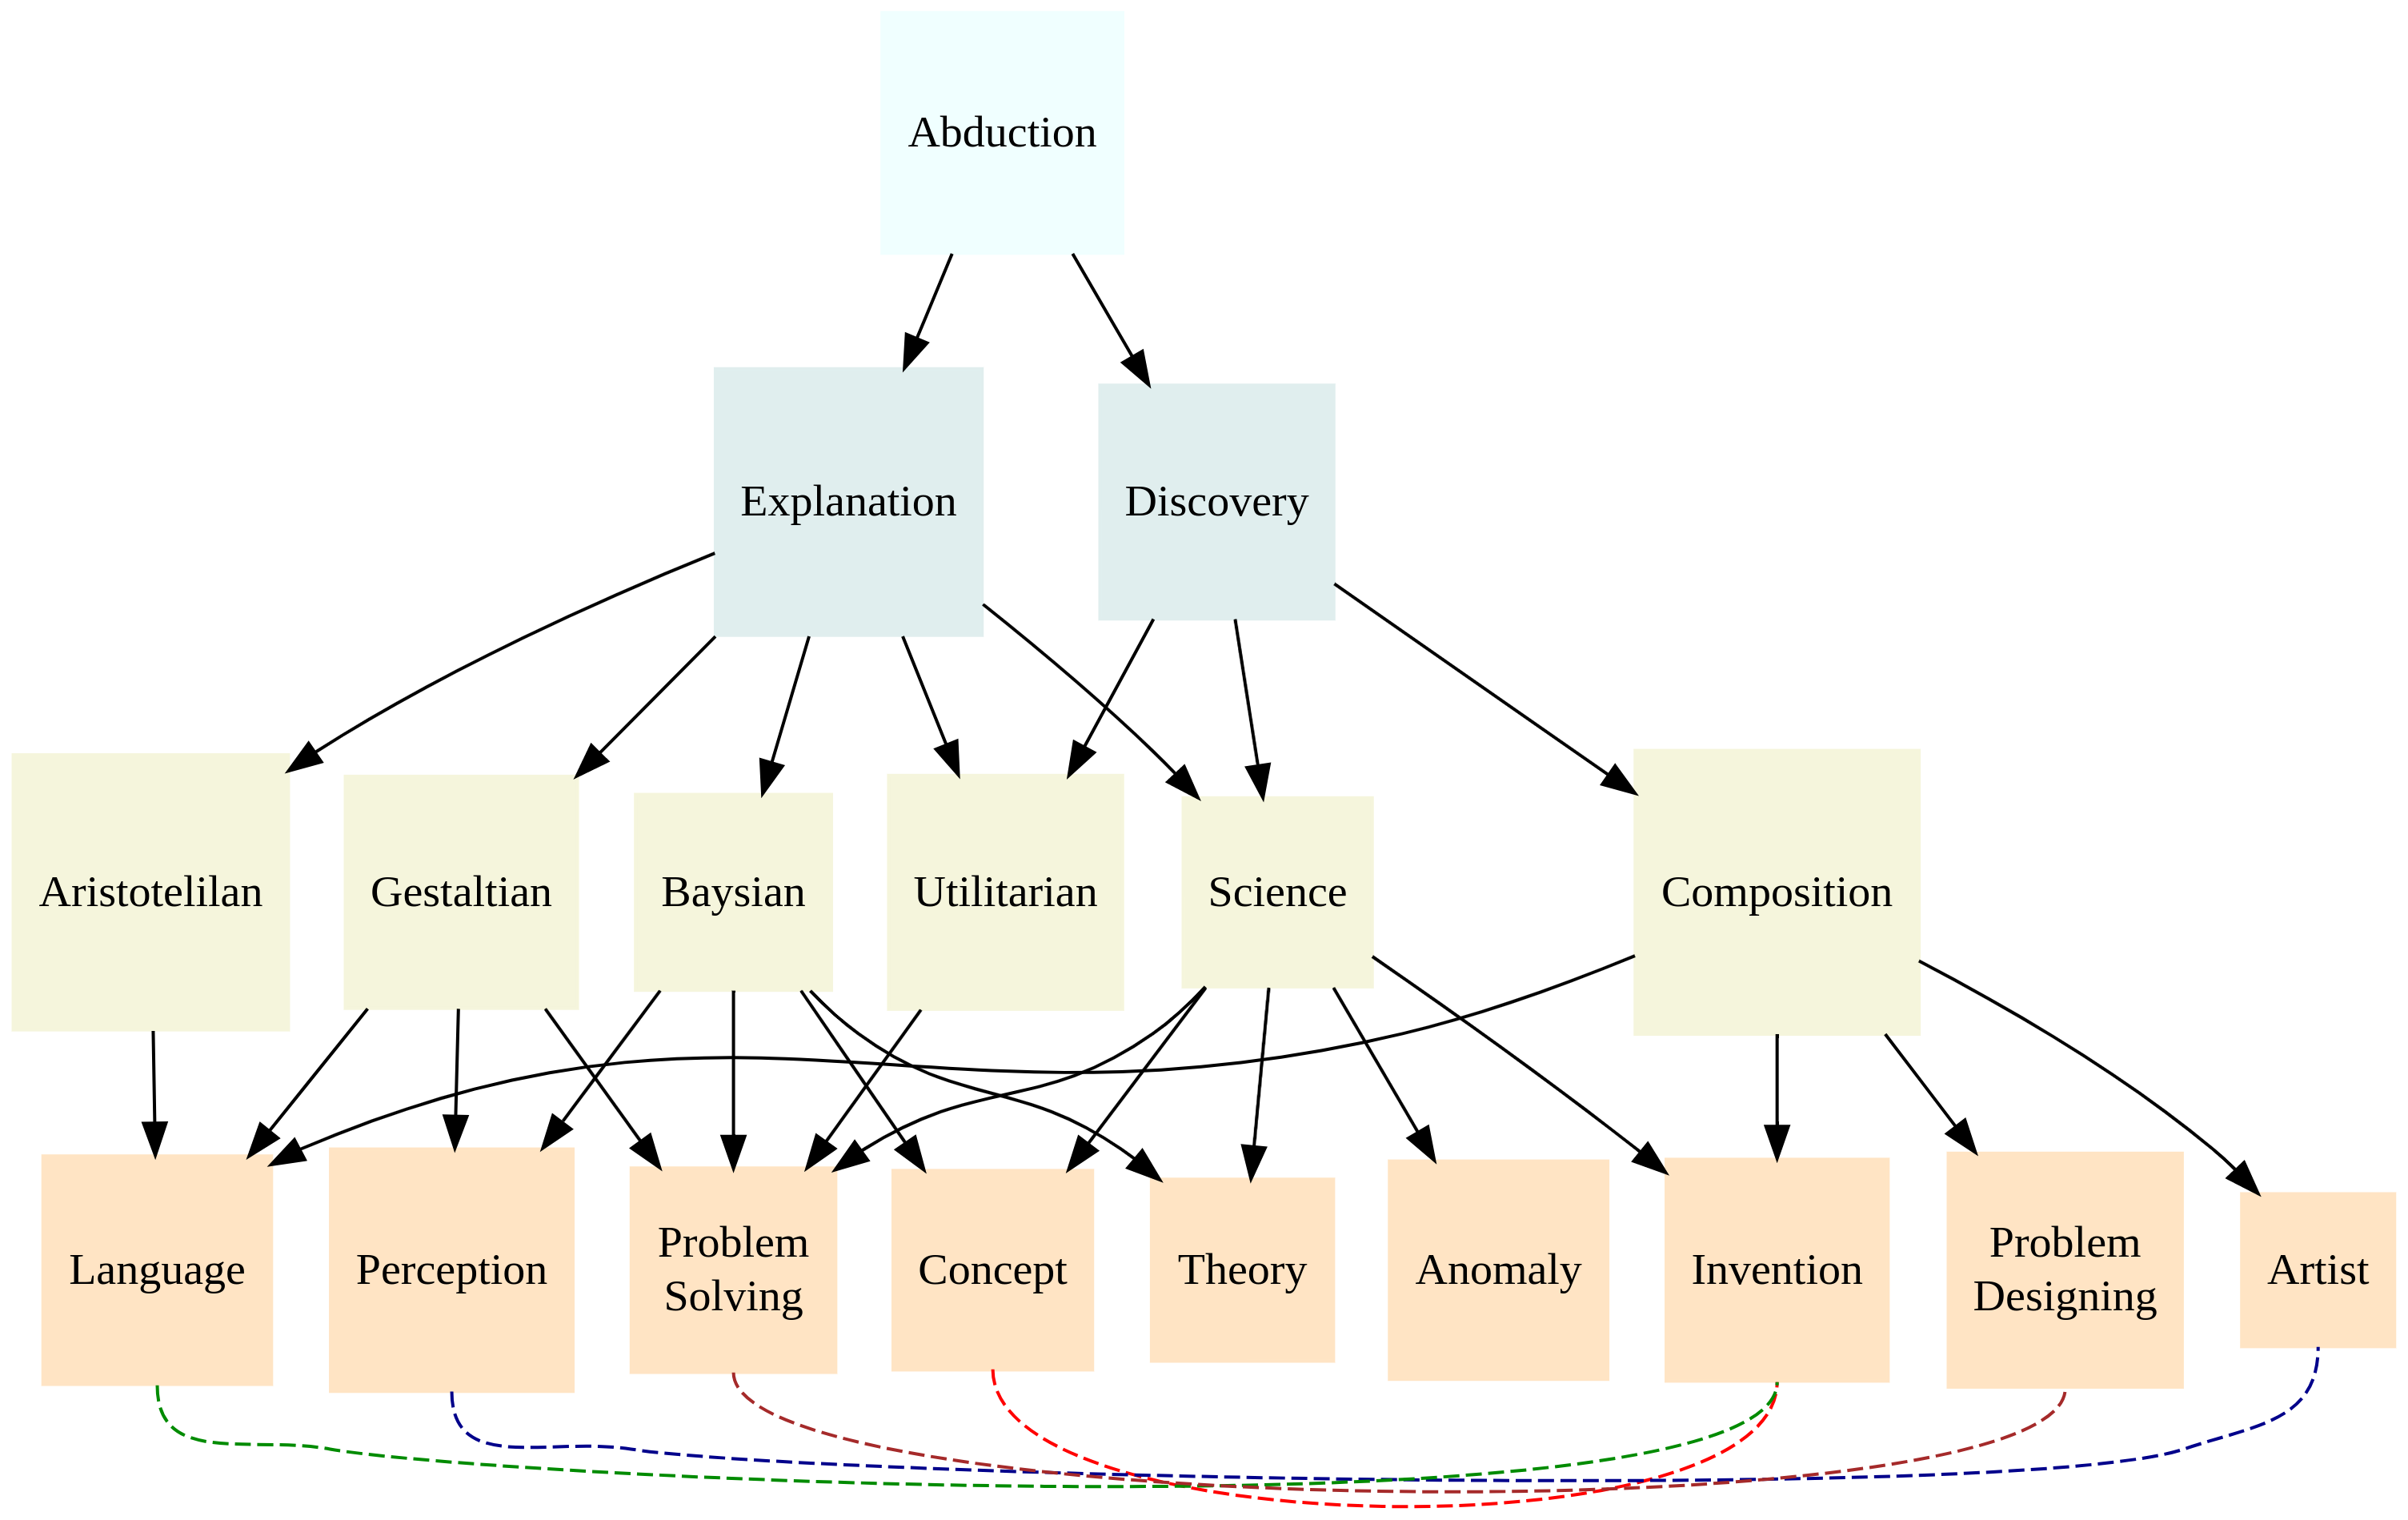 Abduction
Explanation
Discovery
Aristotelilan
Gestaltian
Baysian
Utilitarian
Science
Composition
Language
Perception
Problem
Solving
Concept
Theory
Anomaly
Invention
Problem
Designing
Artist